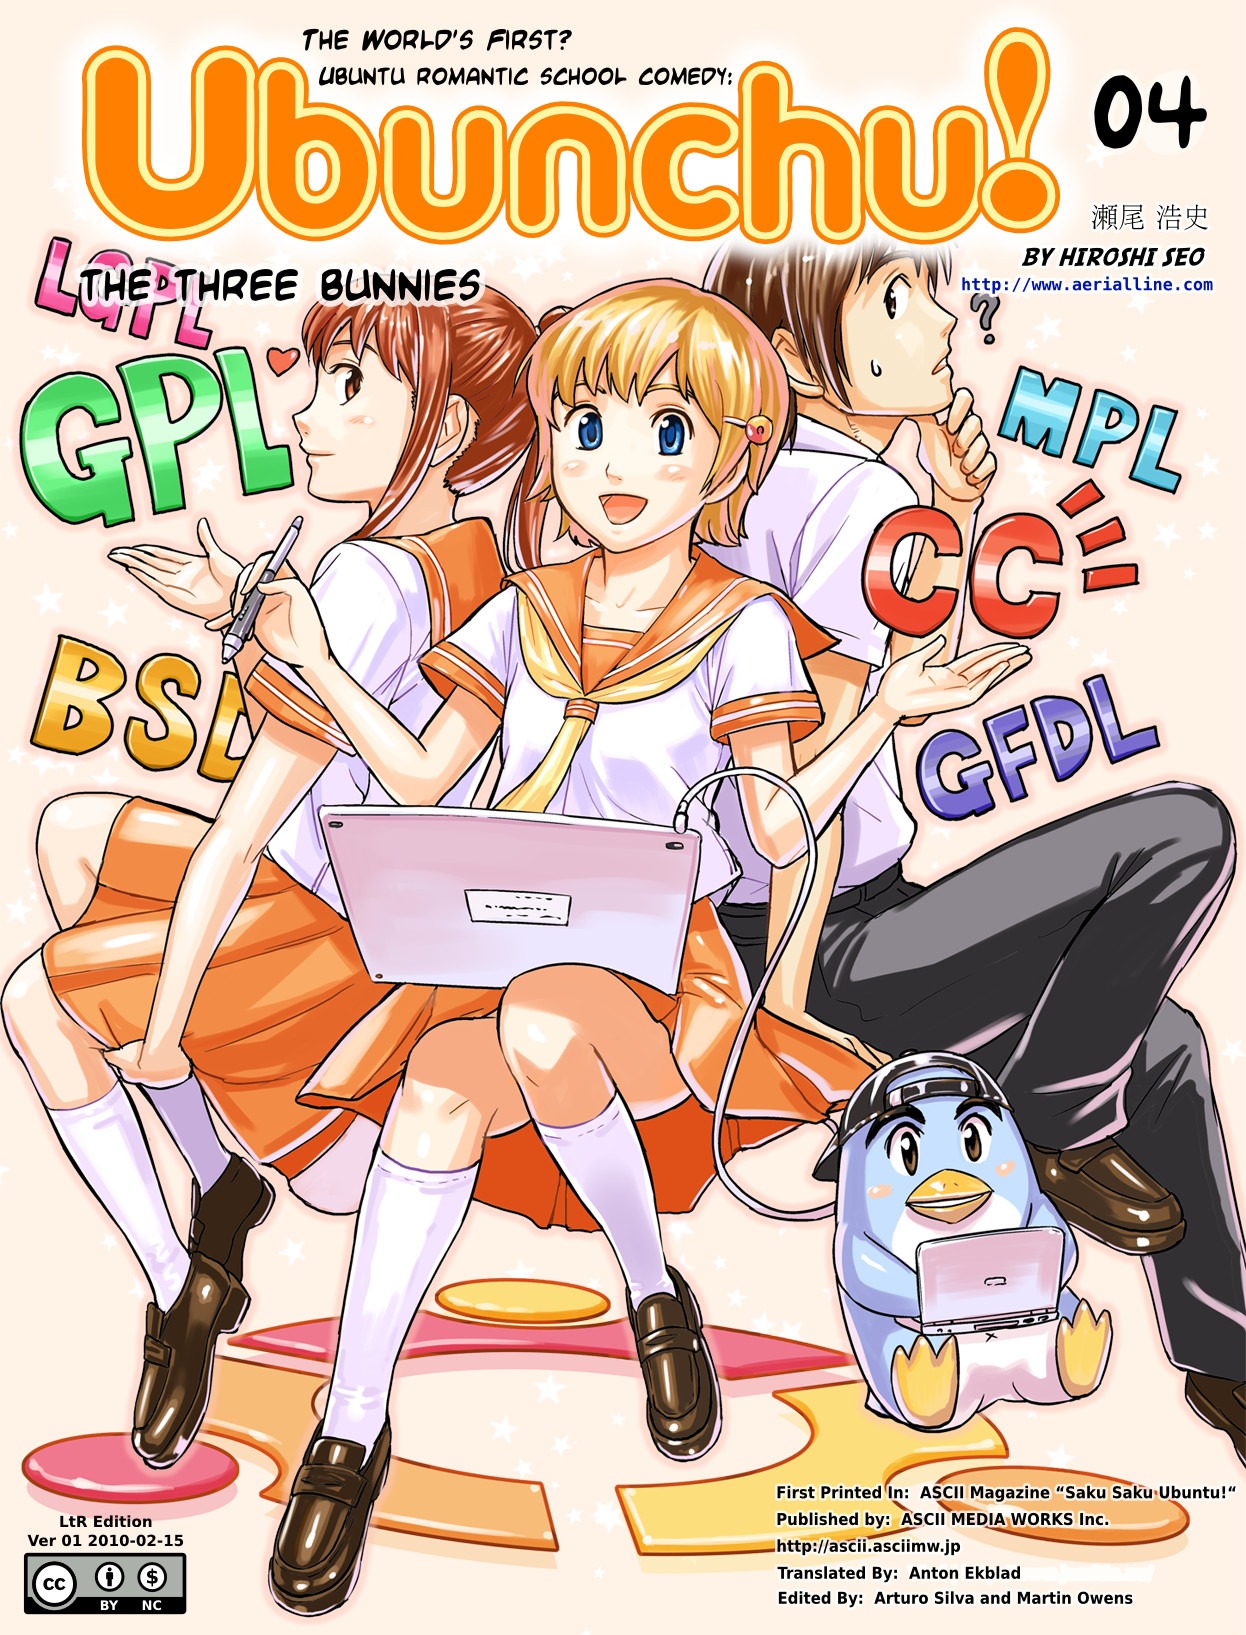 The World's First?
Ubuntu Romantic School Comedy:
Ubunchu!
04
瀬尾 浩史
By Hiroshi Seo
http://www.aerialline.com
The Three Bunnies
LGPL
GPL
?
MPL
CC
BSD
GFDL
First Printed In: ASCII Magazine “Saku Saku Ubuntu!“
Published by: ASCII MEDIA WORKS Inc.
http://ascii.asciimw.jp
Translated By: Anton Ekblad
Edited By: Arturo Silva and Martin Owens
LtR Edition
Ver 01 2010-02-15
cc
$
BY NC